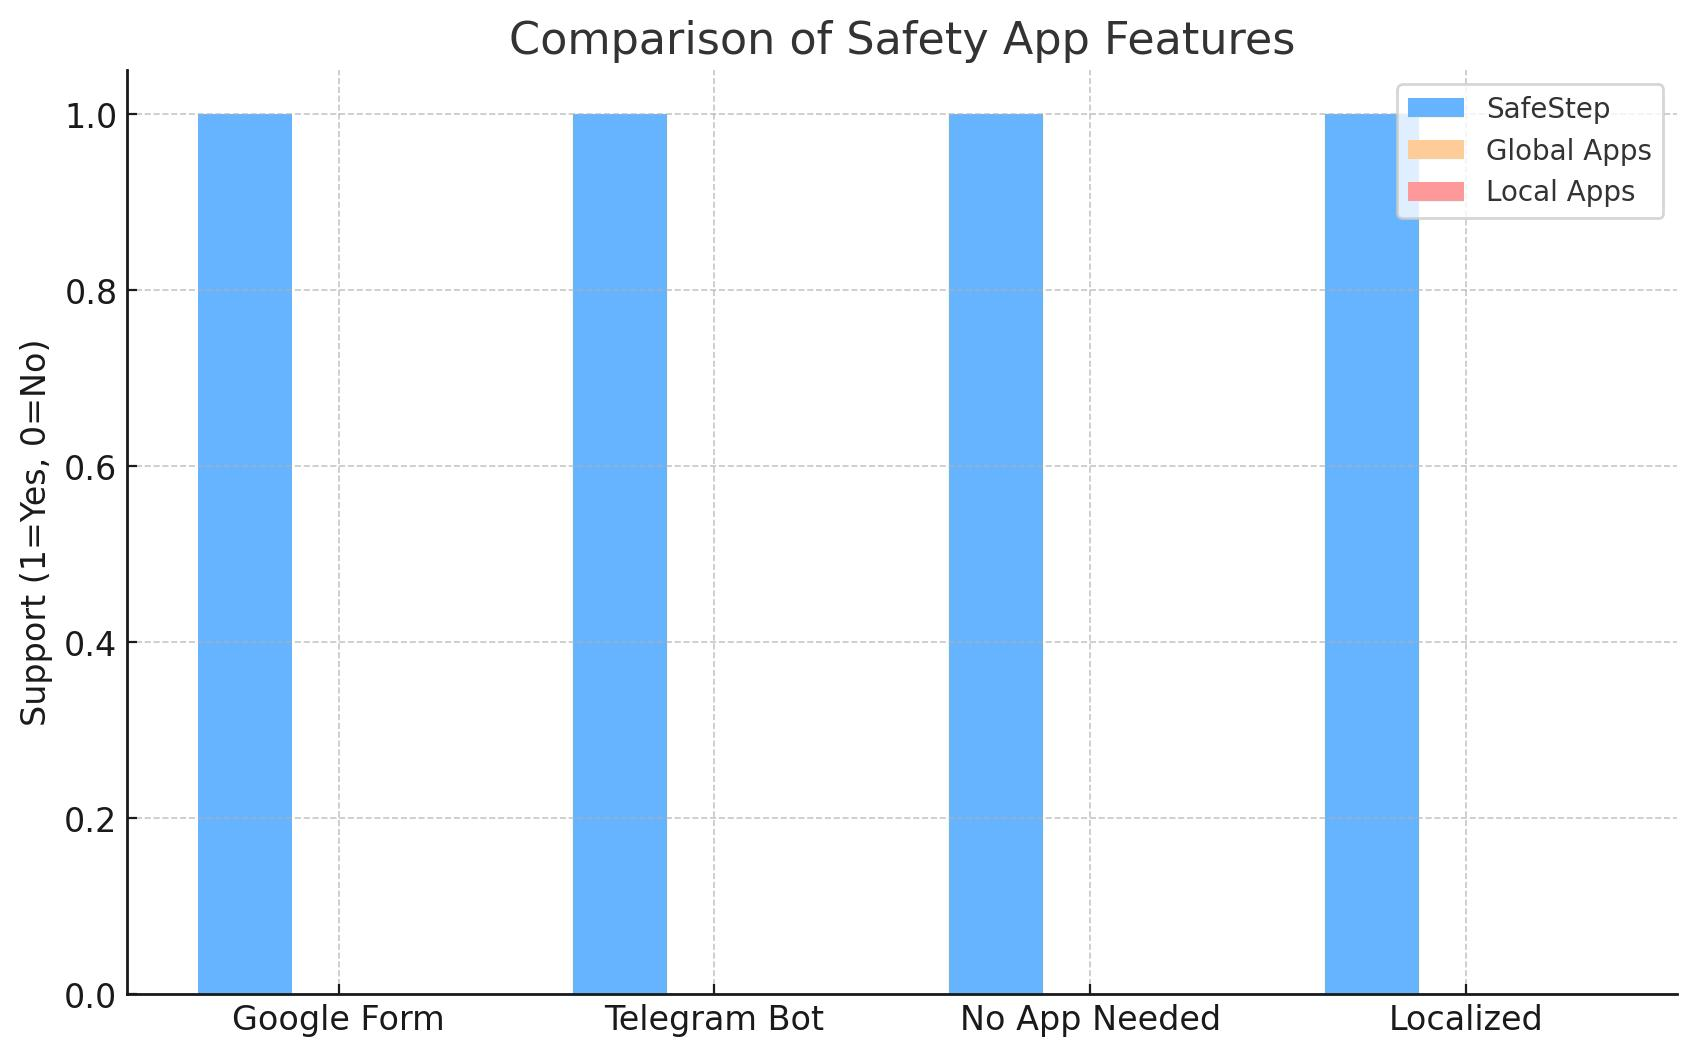 Comparison of Safety App Features
Support (1=Yes, 0=No)
1.0
0.8
0.6
0.4
0.2
0.0
SafeStep
Global Apps
Local Apps
Google Form
Telegram Bot
No App Needed
Localized